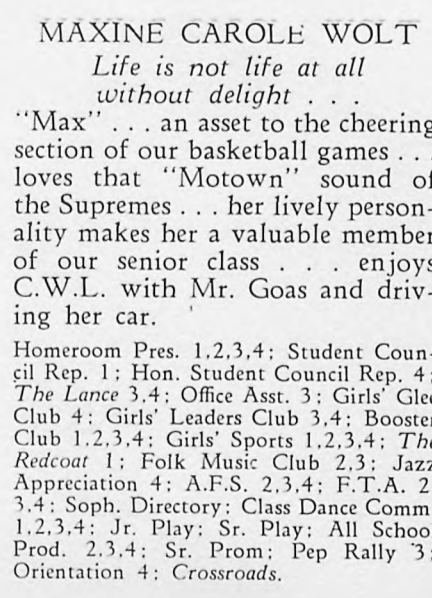 MAXINE CAROLE WOLT
Life is not life at all
without delight . . .
"Max" . . . an asset to the cheering
section of our basketball games . . .
loves that "Motown" sound of
the Supremes . . . her lively person-
ality makes her a valuable member
of our senior class . . . enjoys
C.W.L. with Mr. Goas and driv-
ing her car.
Homeroom Pres. 1,2,3,4; Student Coun-
cil Rep. 1; Hon. Student Council Rep. 4;
The Lance 3,4; Office Asst. 3; Girls' Glee
Club 4; Girls' Leaders Club 3,4; Booster
Club 1,2,3,4; Girls' Sports 1,2,3,4; The
Redcoat 1; Folk Music Club 2,3; Jazz
Appreciation 4; A.F.S. 2,3,4; F.T.A. 2,
3,4; Soph. Directory; Class Dance Comm.
1,2,3,4; Jr. Play; Sr. Play; All School
Prod. 2,3,4; Sr. Prom; Pep Rally 3;
Orientation 4; Crossroads.